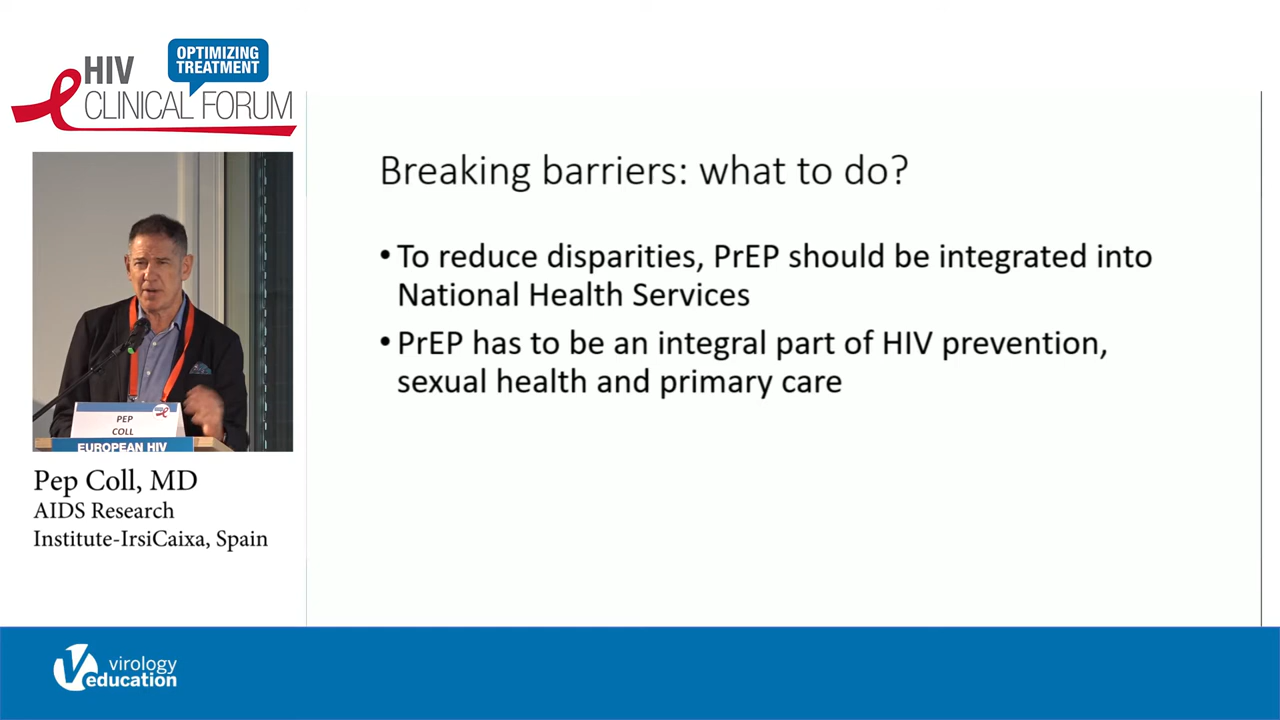 OPTIMIZING
TREATMENT
HIV
CLINICAL FORUM
PEP
COLL
EUROPEAN HIV
Pep Coll, MD
AIDS Research
Institute-IrsiCaixa, Spain
Breaking barriers: what to do?
• To reduce disparities, PrEP should be integrated into
National Health Services
• PrEP has to be an integral part of HIV prevention,
sexual health and primary care
virology
education